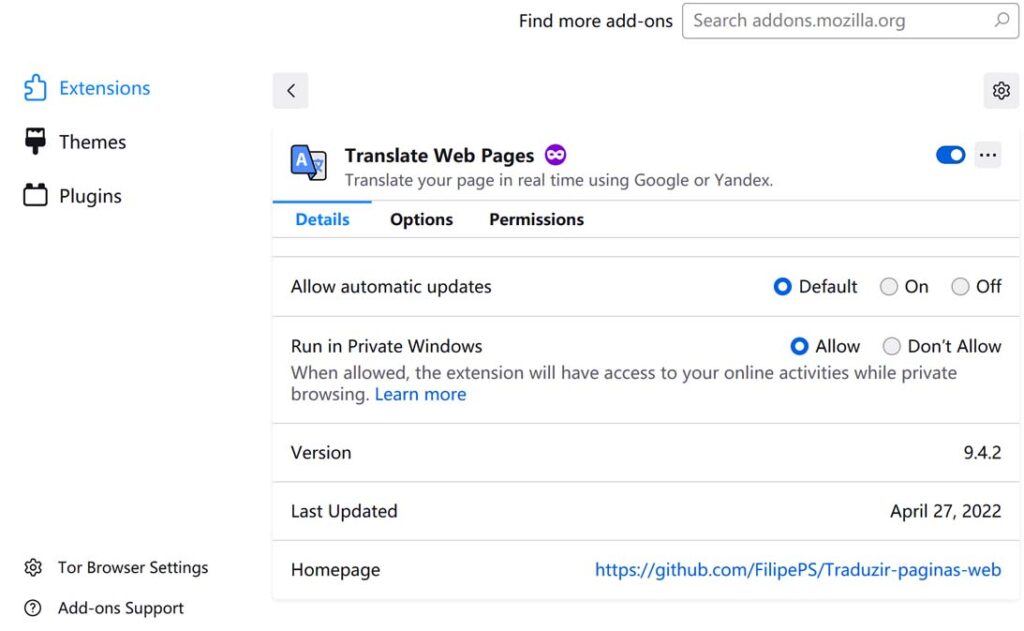 Find more add-ons
Search addons.mozilla.org
Extensions
Themes
Plugins
Translate Web Pages
Translate your page in real time using Google or Yandex.
Details Options Permissions
Allow automatic updates Default On Off
Run in Private Windows Allow Don’t Allow
When allowed, the extension will have access to your online activities while private
browsing. Learn more
Version 9.4.2
Last Updated April 27, 2022
Homepage https://github.com/FilipePS/Traduzir-paginas-web
Tor Browser Settings
Add-ons Support